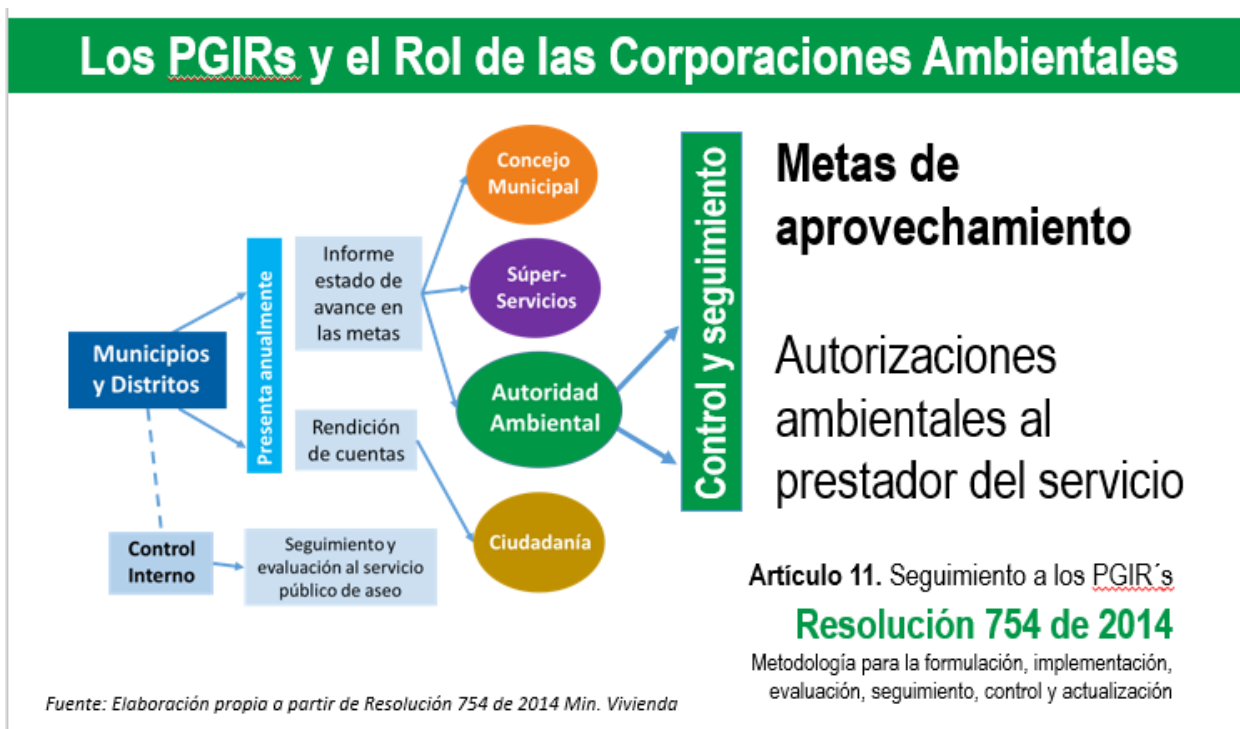 Los PGIRs y el Rol de las Corporaciones Ambientales
Municipios
y Distritos
Presenta anualmente
Informe
estado de
avance en
las metas
Rendición
de cuentas
Control
Interno
Seguimiento y
evaluación al servicio
público de aseo
Concejo
Municipal
Súper-
Servicios
Autoridad
Ambiental
Ciudadanía
Control y seguimiento
Metas de
aprovechamiento
Autorizaciones
ambientales al
prestador del servicio
Artículo 11. Seguimiento a los PGIR´s
Resolución 754 de 2014
Metodología para la formulación, implementación,
evaluación, seguimiento, control y actualización
Fuente: Elaboración propia a partir de Resolución 754 de 2014 Min. Vivienda